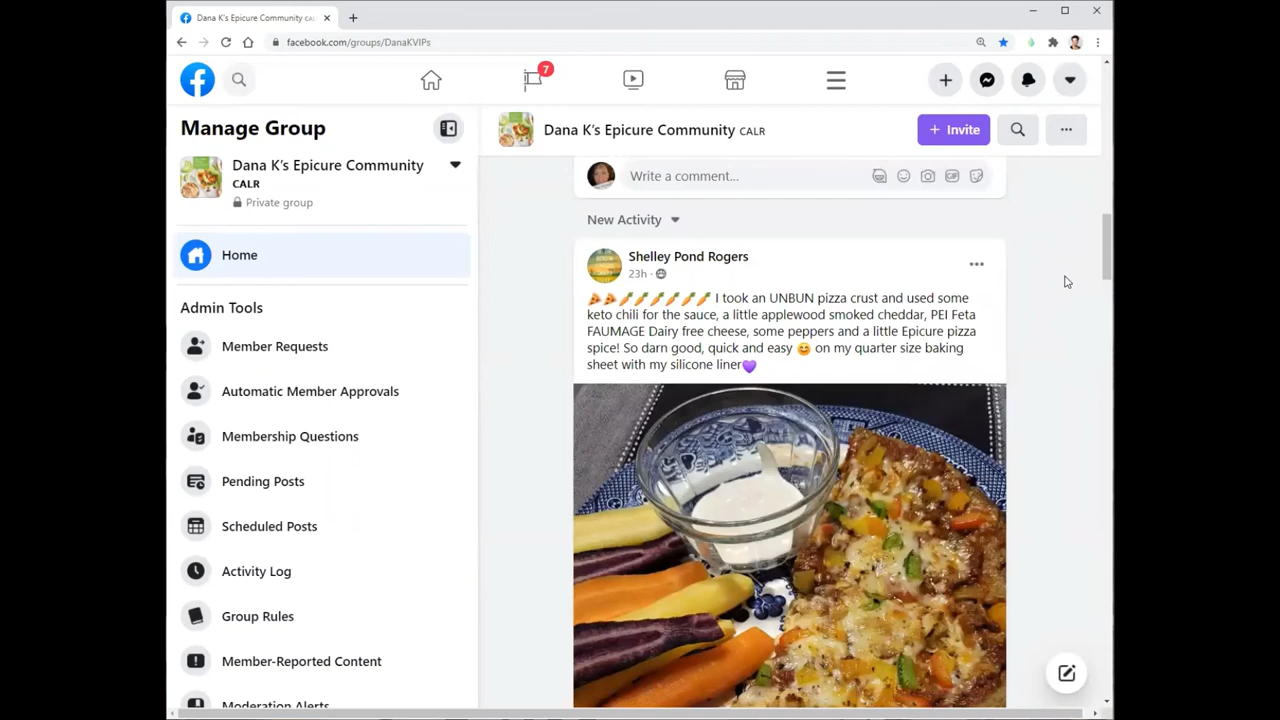 Dana K's Epicure Community CALR
facebook.com/groups/DanaKVIPs
7
Manage Group
Dana K's Epicure Community
CALR
Private group
Home
Admin Tools
Member Requests
Automatic Member Approvals
Membership Questions
Pending Posts
Scheduled Posts
Activity Log
Group Rules
Member-Reported Content
Moderation Alerts
Dana K's Epicure Community CALR
+ Invite
Write a comment...
GIF
New Activity
Shelley Pond Rogers
23h ·
🍕🍕🥕🥕🥕🥕🥕🥕 I took an UNBUN pizza crust and used some
keto chili for the sauce, a little applewood smoked cheddar, PEI Feta
FAUMAGE Dairy free cheese, some peppers and a little Epicure pizza
spice! So darn good, quick and easy 😊 on my quarter size baking
sheet with my silicone liner💜